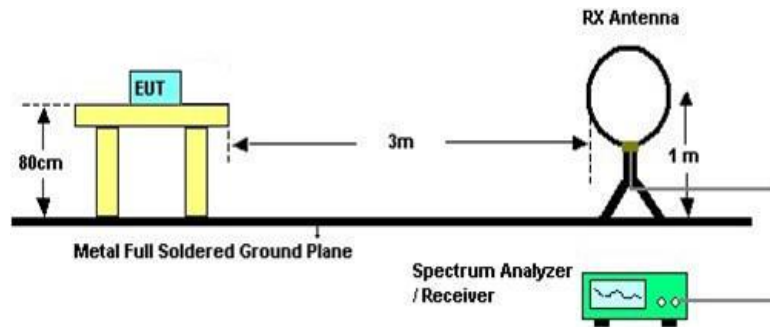 RX Antenna
EUT
3m
80cm
1 m
Metal Full Soldered Ground Plane
Spectrum Analyzer
/ Receiver